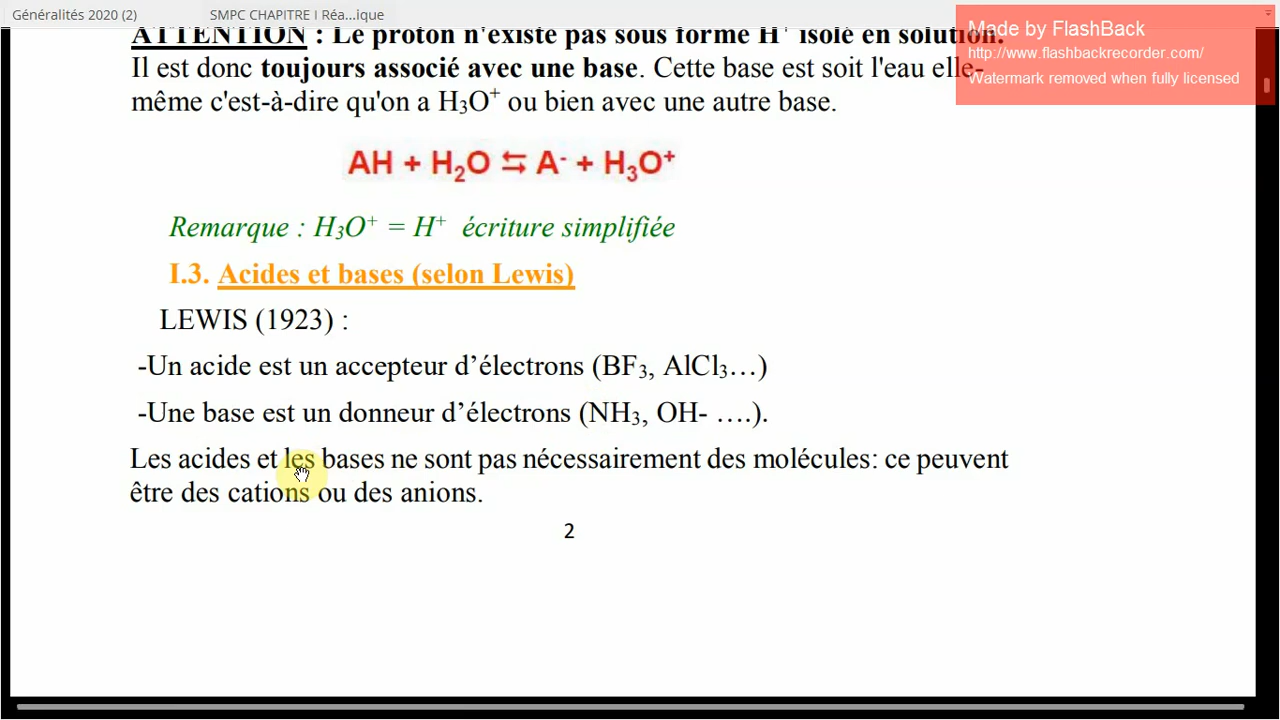 Généralités 2020 (2) SMPC CHAPITRE I Réa...ique
Made by FlashBack
http://www.flashbackrecorder.com/
Watermark removed when fully licensed
ATTENTION : Le proton n'existe pas sous forme H⁺ isolé en solution.
Il est donc toujours associé avec une base. Cette base est soit l'eau elle-
même c'est-à-dire qu'on a H₃O⁺ ou bien avec une autre base.
AH + H₂O ⇆ A⁻ + H₃O⁺
Remarque : H₃O⁺ = H⁺ écriture simplifiée
I.3. Acides et bases (selon Lewis)
LEWIS (1923) :
-Un acide est un accepteur d’électrons (BF₃, AlCl₃…)
-Une base est un donneur d’électrons (NH₃, OH- ….).
Les acides et les bases ne sont pas nécessairement des molécules: ce peuvent
être des cations ou des anions.
2